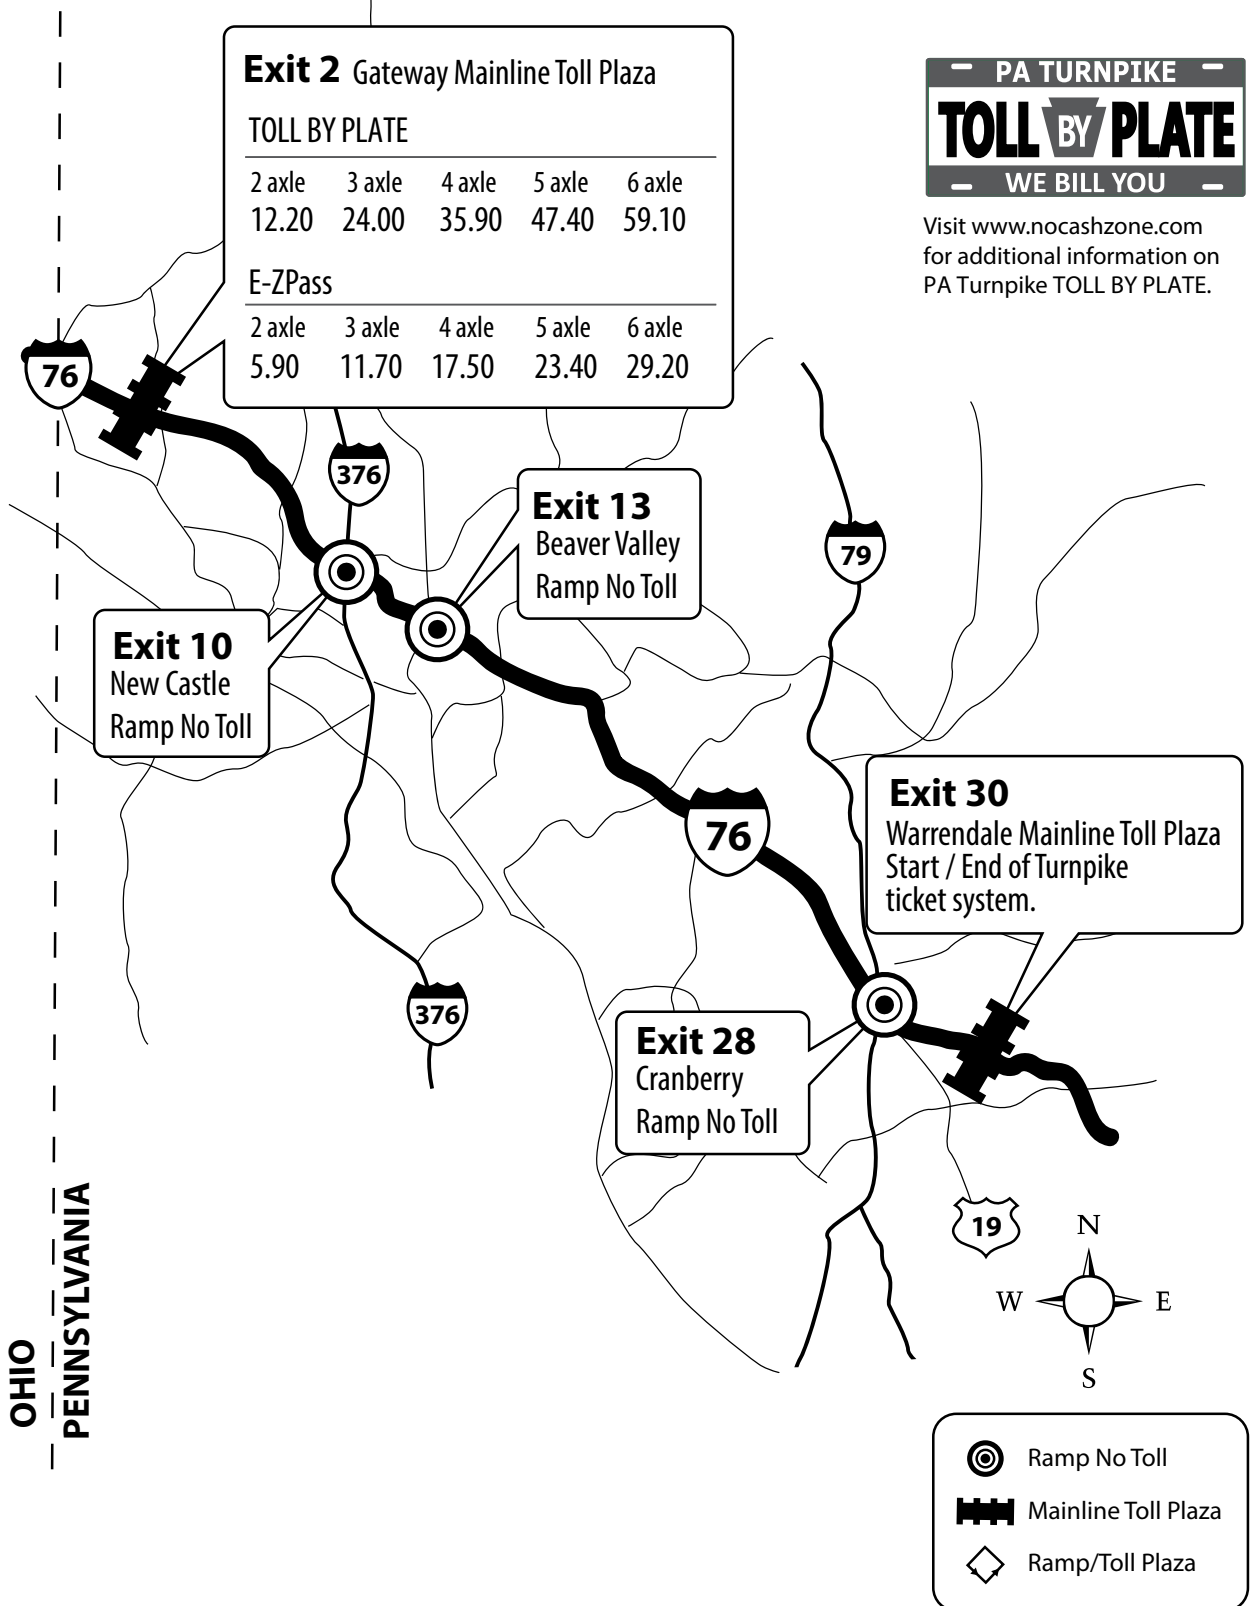 Exit 2 Gateway Mainline Toll Plaza
TOLL BY PLATE
2 axle 3 axle 4 axle 5 axle 6 axle
12.20 24.00 35.90 47.40 59.10
E-ZPass
2 axle 3 axle 4 axle 5 axle 6 axle
5.90 11.70 17.50 23.40 29.20
PA TURNPIKE
TOLL BY PLATE
WE BILL YOU
Visit www.nocashzone.com
for additional information on
PA Turnpike TOLL BY PLATE.
76
376
Exit 13
Beaver Valley
Ramp No Toll
79
Exit 10
New Castle
Ramp No Toll
76
Exit 30
Warrendale Mainline Toll Plaza
Start / End of Turnpike
ticket system.
376
Exit 28
Cranberry
Ramp No Toll
19
OHIO
PENNSYLVANIA
N
W E
S
Ramp No Toll
Mainline Toll Plaza
Ramp/Toll Plaza